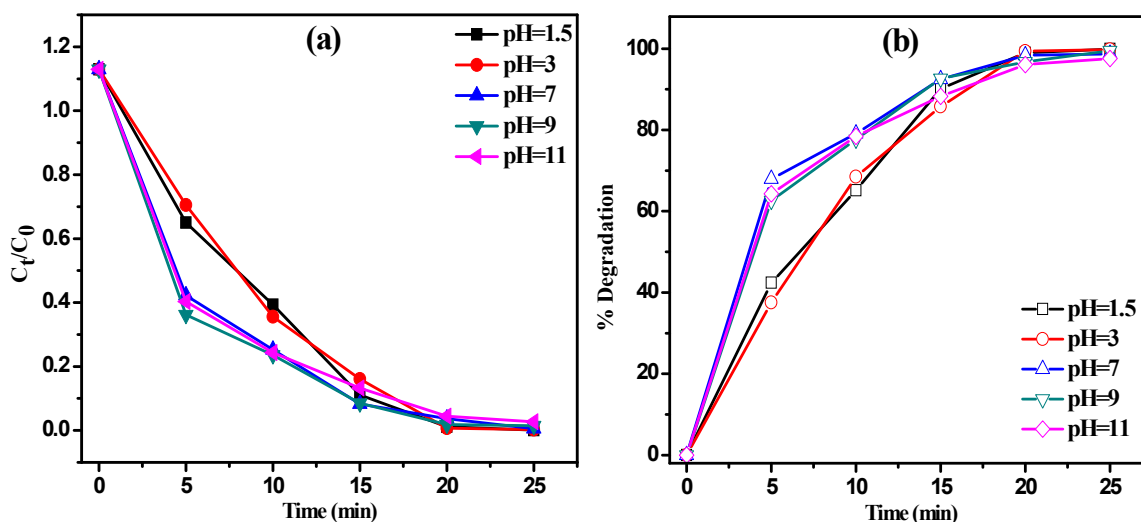 (a)
pH=1.5
pH=3
pH=7
pH=9
pH=11
1.2
1.0
0.8
0.6
0.4
0.2
0.0
Ct/C0
0 5 10 15 20 25
Time (min)
(b)
100
80
60
40
20
0
% Degradation
pH=1.5
pH=3
pH=7
pH=9
pH=11
0 5 10 15 20 25
Time (min)